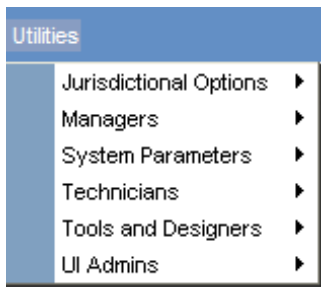 Utilities
Jurisdictional Options
Managers
System Parameters
Technicians
Tools and Designers
UI Admins